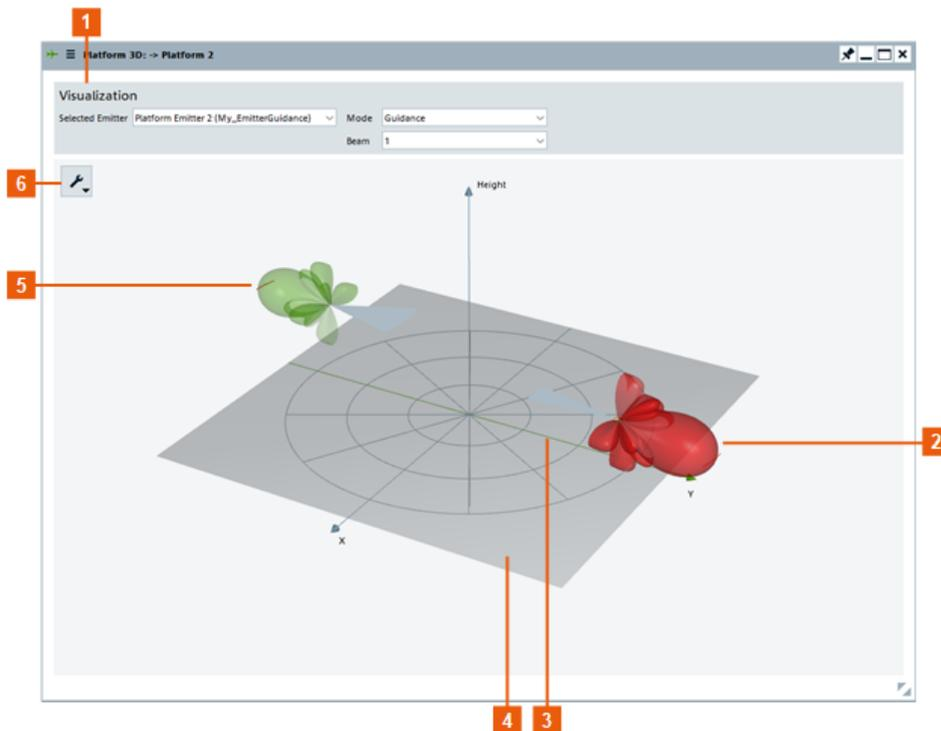 1
Platform 3D: -> Platform 2
Visualization
Selected Emitter Platform Emitter 2 (My_EmitterGuidance) Mode Guidance
Beam 1
6
Height
5
2
Y
X
4 3